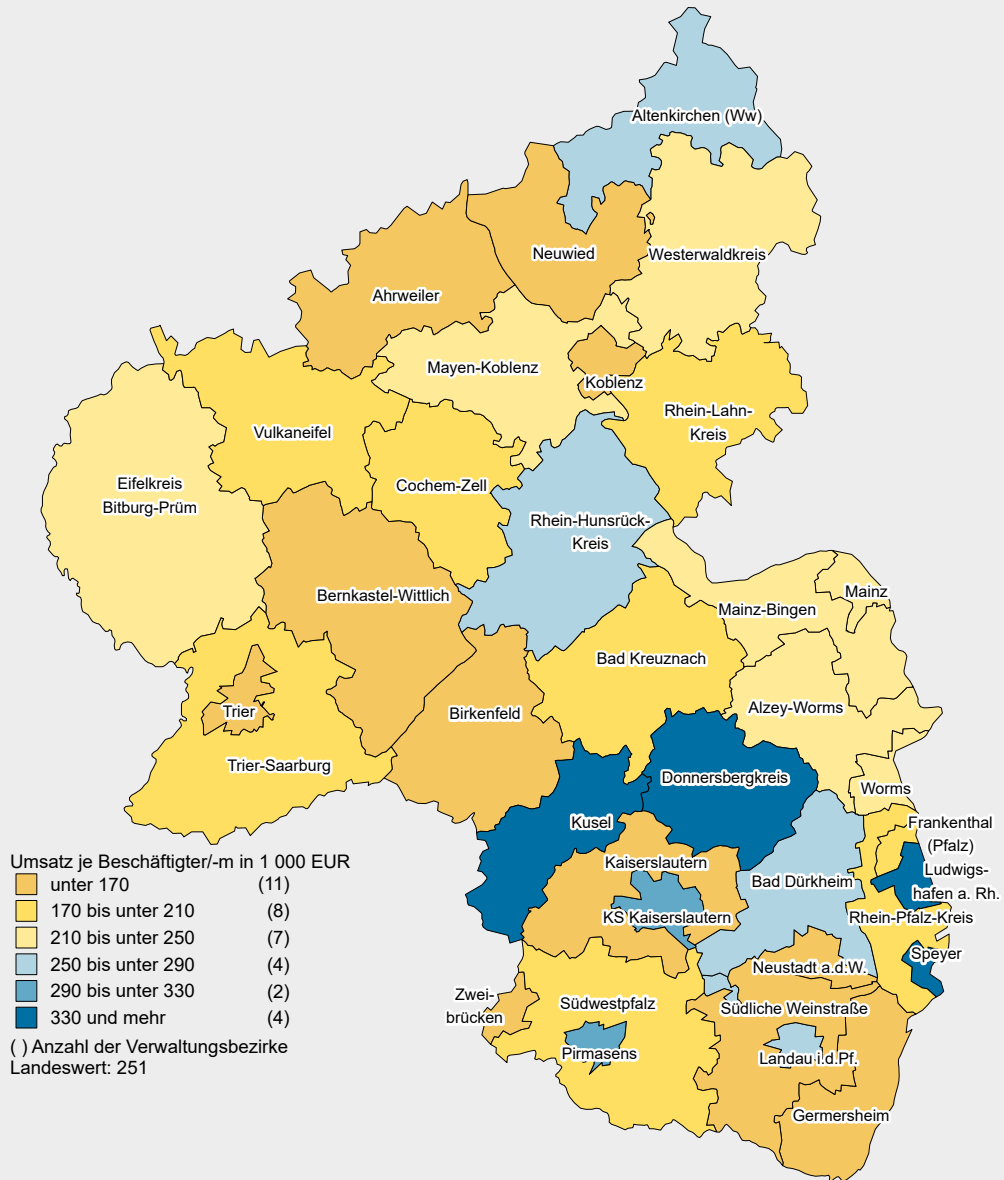 Altenkirchen (Ww)
Neuwied
Westerwaldkreis
Ahrweiler
Mayen-Koblenz
Koblenz
Rhein-Lahn-
Kreis
Vulkaneifel
Cochem-Zell
Eifelkreis
Bitburg-Prüm
Rhein-Hunsrück-
Kreis
Bernkastel-Wittlich
Mainz
Mainz-Bingen
Bad Kreuznach
Alzey-Worms
Trier
Birkenfeld
Trier-Saarburg
Donnersbergkreis
Worms
Kusel
Frankenthal
(Pfalz)
Ludwigs-
hafen a. Rh.
Kaiserslautern
Bad Dürkheim
KS Kaiserslautern
Rhein-Pfalz-Kreis
Speyer
Neustadt a.d.W.
Zwei-
brücken
Südwestpfalz
Südliche Weinstraße
Pirmasens
Landau i.d.Pf.
Germersheim
Umsatz je Beschäftigter/-m in 1 000 EUR
unter 170 (11)
170 bis unter 210 (8)
210 bis unter 250 (7)
250 bis unter 290 (4)
290 bis unter 330 (2)
330 und mehr (4)
( ) Anzahl der Verwaltungsbezirke
Landeswert: 251